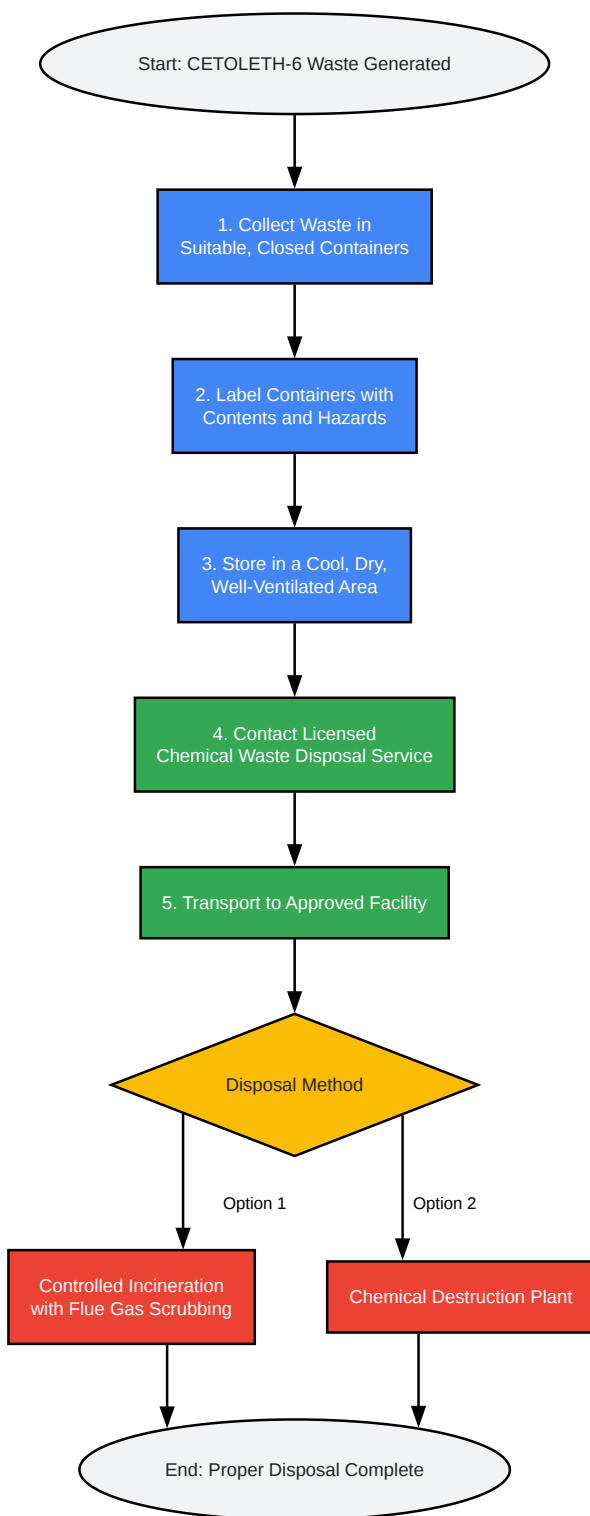 Start: CETOLETH-6 Waste Generated
1. Collect Waste in
Suitable, Closed Containers
2. Label Containers with
Contents and Hazards
3. Store in a Cool, Dry,
Well-Ventilated Area
4. Contact Licensed
Chemical Waste Disposal Service
5. Transport to Approved Facility
Disposal Method
Option 1
Option 2
Controlled Incineration
with Flue Gas Scrubbing
Chemical Destruction Plant
End: Proper Disposal Complete